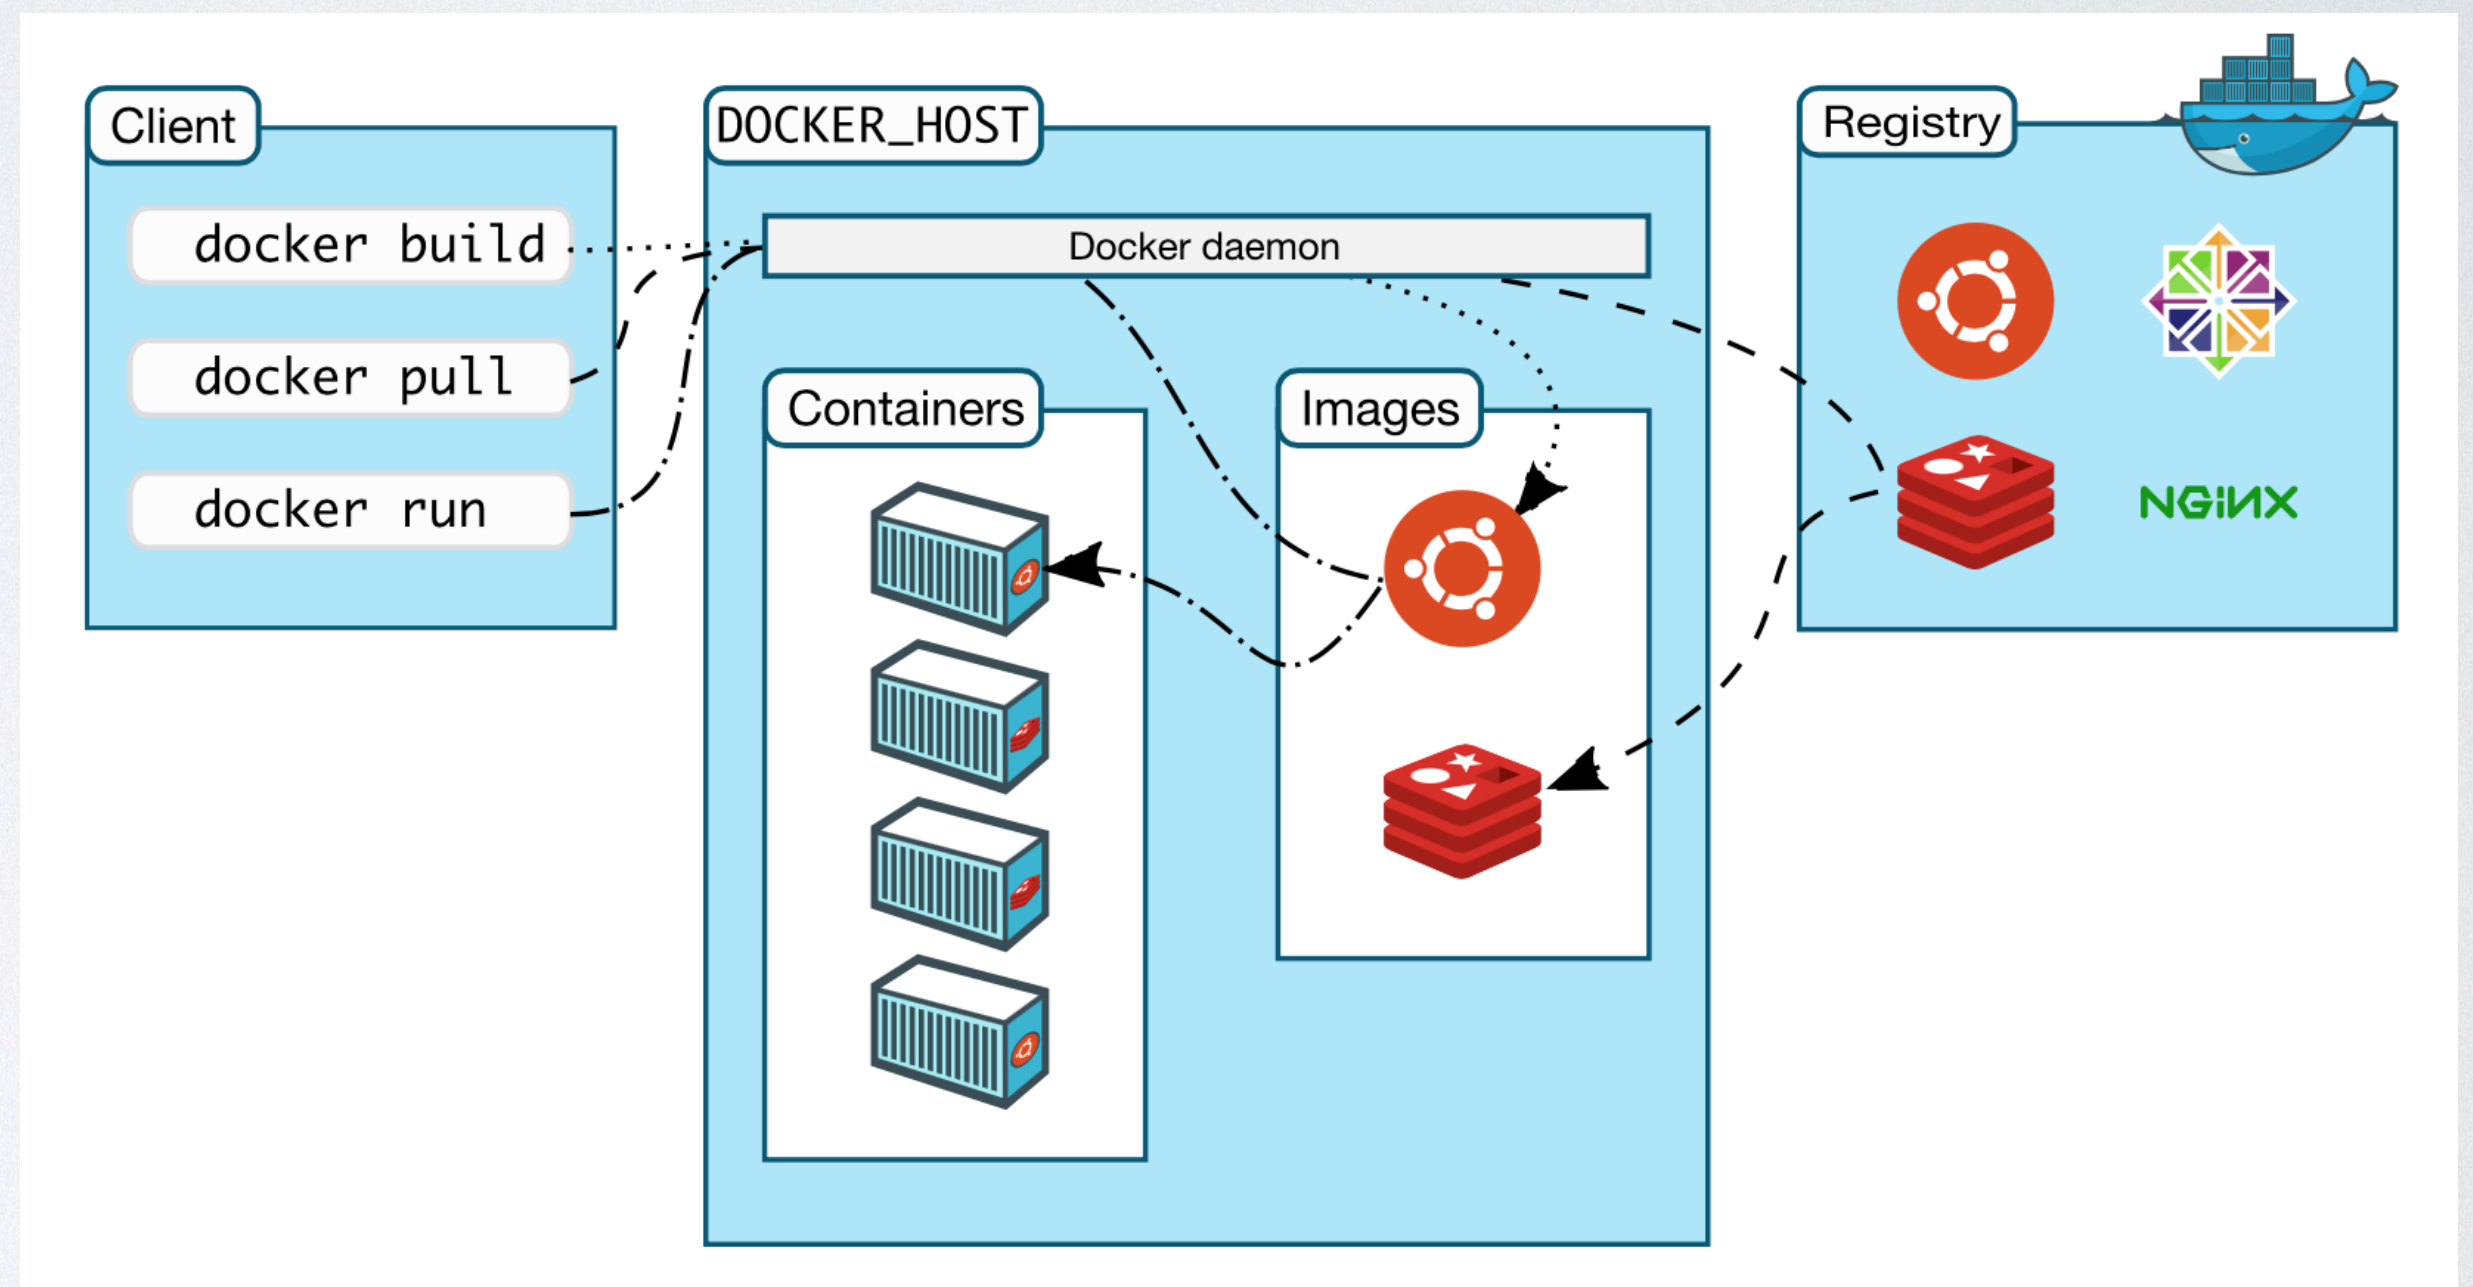 Client
docker build
docker pull
docker run
DOCKER_HOST
Docker daemon
Containers
Images
Registry
NGiNX